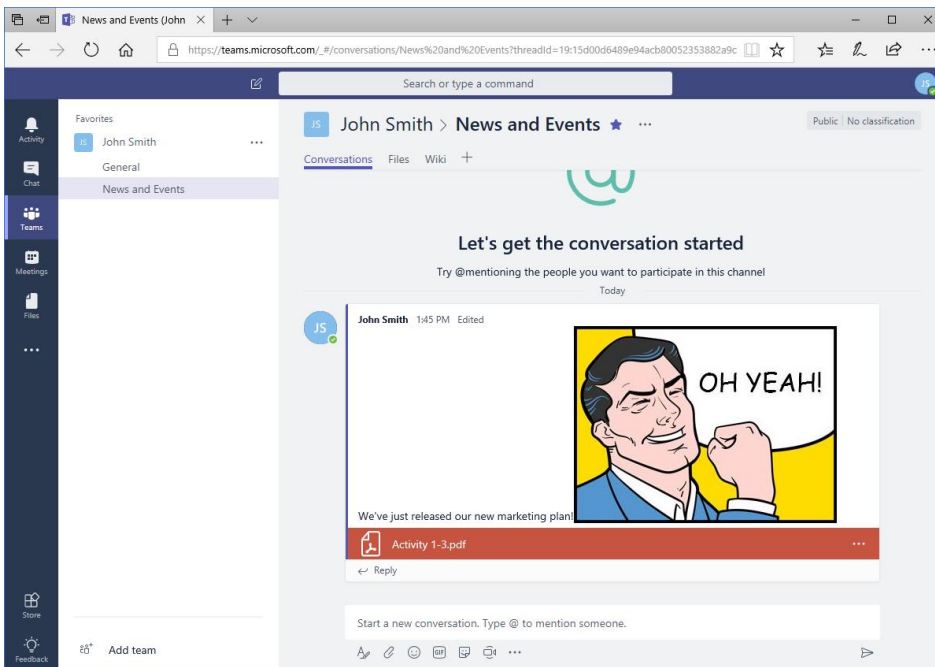 News and Events (John
https://teams.microsoft.com/_#/conversations/News%20and%20Events?threadId=19:15d00d6489e94acb80052353882a9c
Search or type a command
JS
Activity
Chat
Teams
Meetings
Files
Store
Feedback
Favorites
JS John Smith
General
News and Events
Add team
JS John Smith > News and Events
Public | No classification
Conversations Files Wiki
Let's get the conversation started
Try @mentioning the people you want to participate in this channel
Today
JS
John Smith 1:45 PM Edited
OH YEAH!
We've just released our new marketing plan!
Activity 1-3.pdf
Reply
Start a new conversation. Type @ to mention someone.
GIF